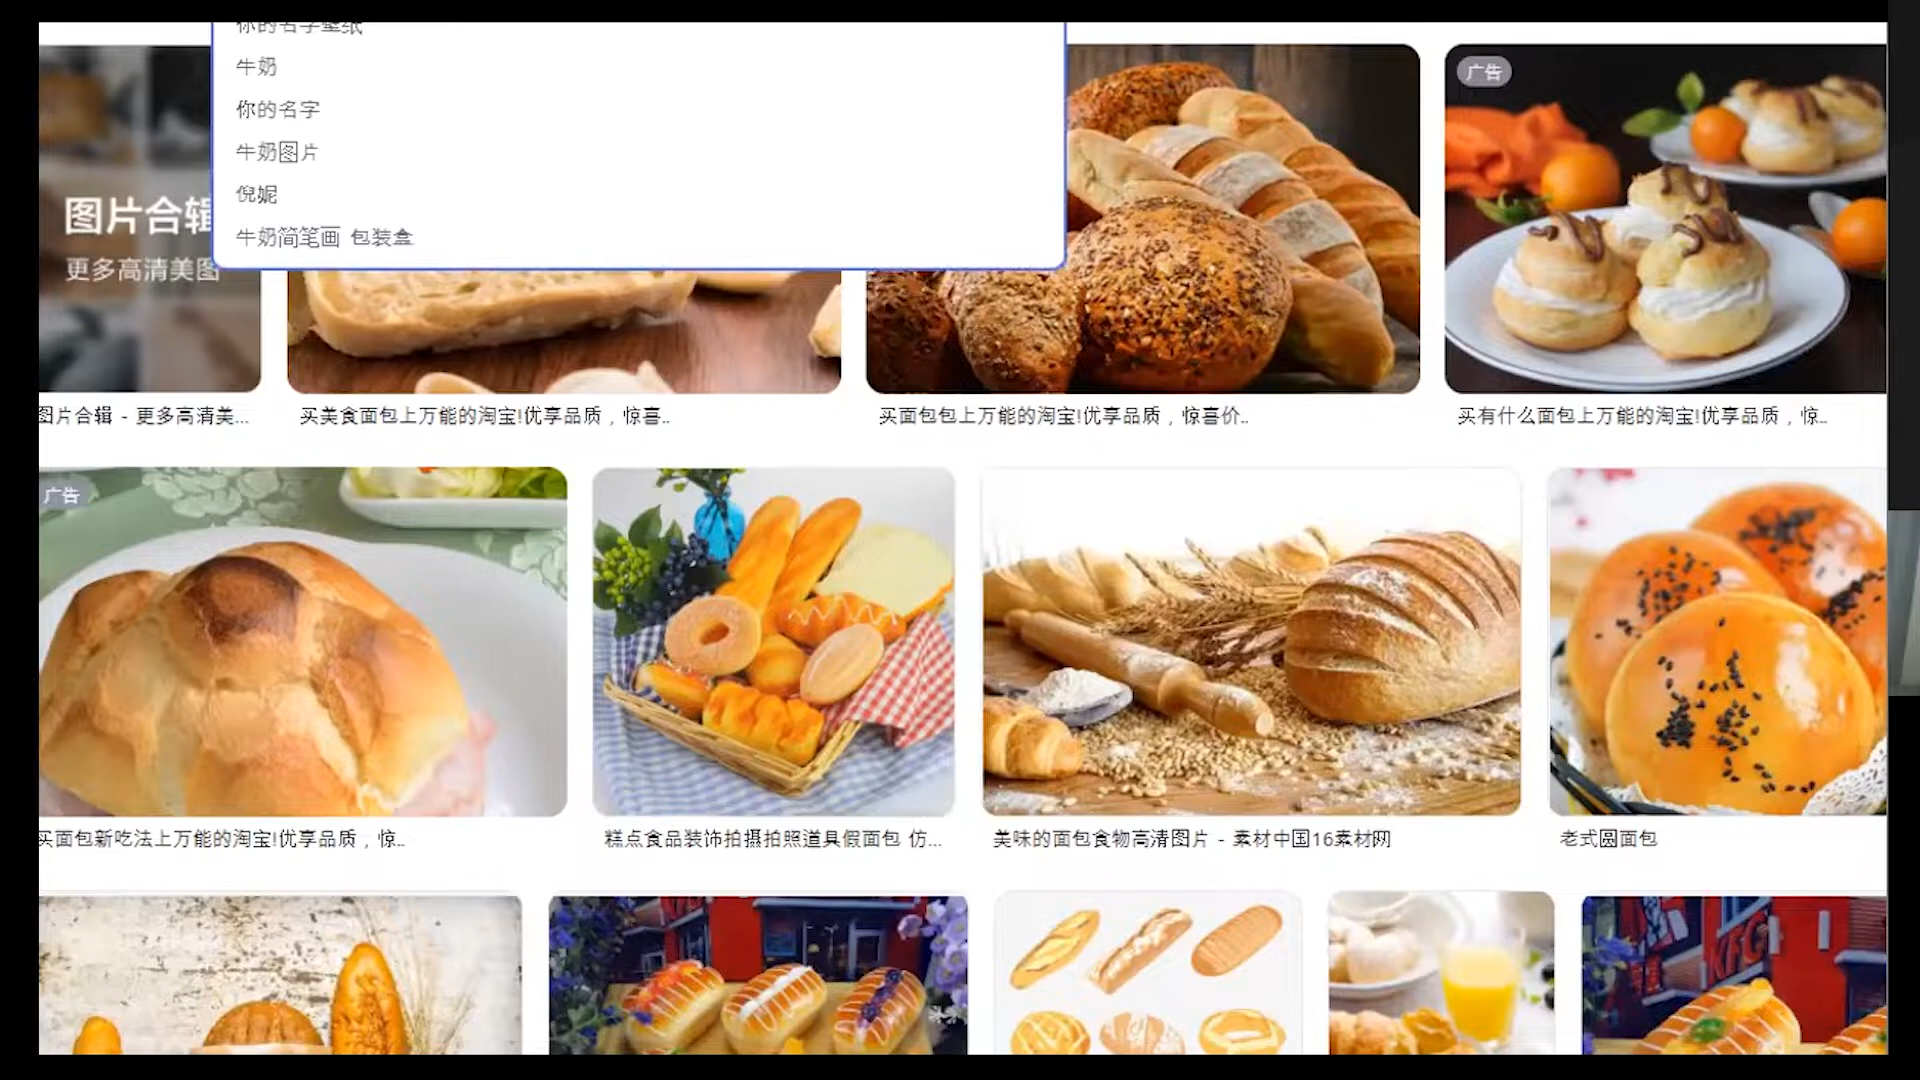 你的名字壁纸
牛奶
你的名字
牛奶图片
倪妮
牛奶简笔画 包装盒
广告
图片合辑
更多高清美图
图片合辑 - 更多高清美...
买美食面包上万能的淘宝!优享品质，惊喜..
买面包包上万能的淘宝!优享品质，惊喜价..
买有什么面包上万能的淘宝!优享品质，惊..
广告
买面包新吃法上万能的淘宝!优享品质，惊..
糕点食品装饰拍摄拍照道具假面包 仿...
美味的面包食物高清图片 - 素材中国16素材网
老式圆面包
KFC